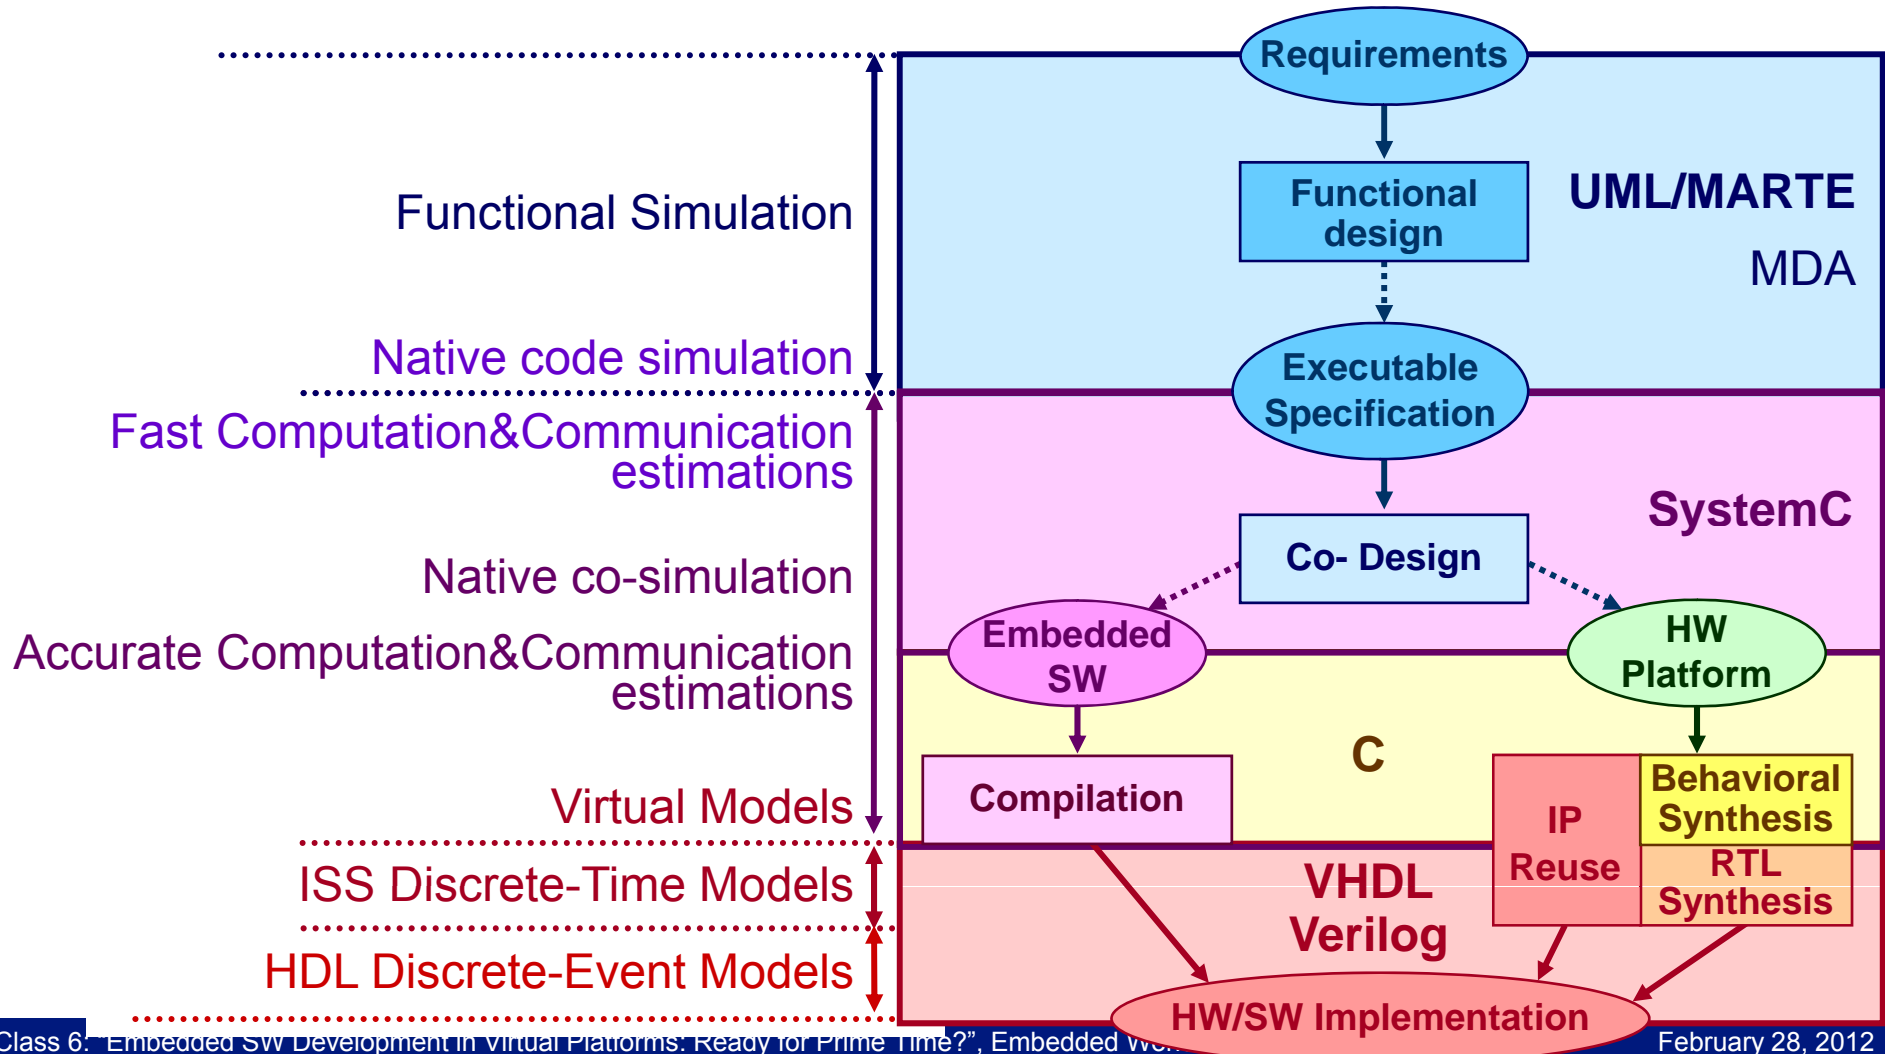 Requirements
Functional Simulation
Functional
design
UML/MARTE
MDA
Native code simulation
Executable
Specification
Fast Computation&Communication
estimations
SystemC
Native co-simulation
Co- Design
Accurate Computation&Communication
estimations
Embedded
SW
HW
Platform
C
Virtual Models
Compilation
IP
Reuse
Behavioral
Synthesis
RTL
Synthesis
ISS Discrete-Time Models
VHDL
Verilog
HDL Discrete-Event Models
HW/SW Implementation
Class 6: "Embedded SW Development in Virtual Platforms: Ready for Prime Time?", Embedded
February 28, 2012